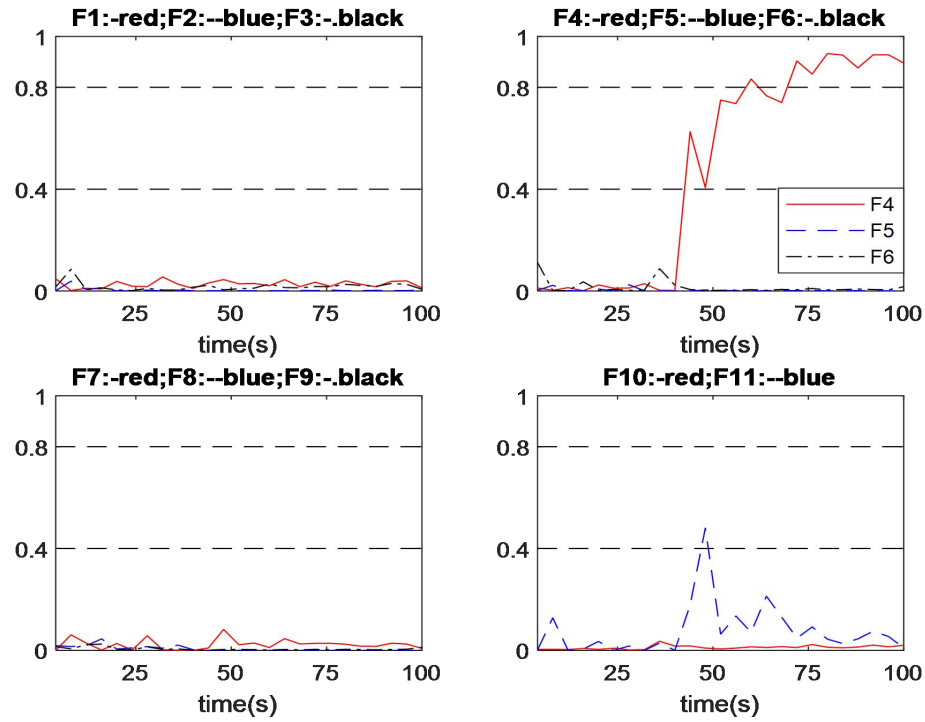 F1:-red;F2:--blue;F3:-.black
1
0.8
0.4
0
25 50 75 100
time(s)
F4:-red;F5:--blue;F6:-.black
1
0.8
0.4
0
F4
F5
F6
25 50 75 100
time(s)
F7:-red;F8:--blue;F9:-.black
1
0.8
0.4
0
25 50 75 100
time(s)
F10:-red;F11:--blue
1
0.8
0.4
0
25 50 75 100
time(s)